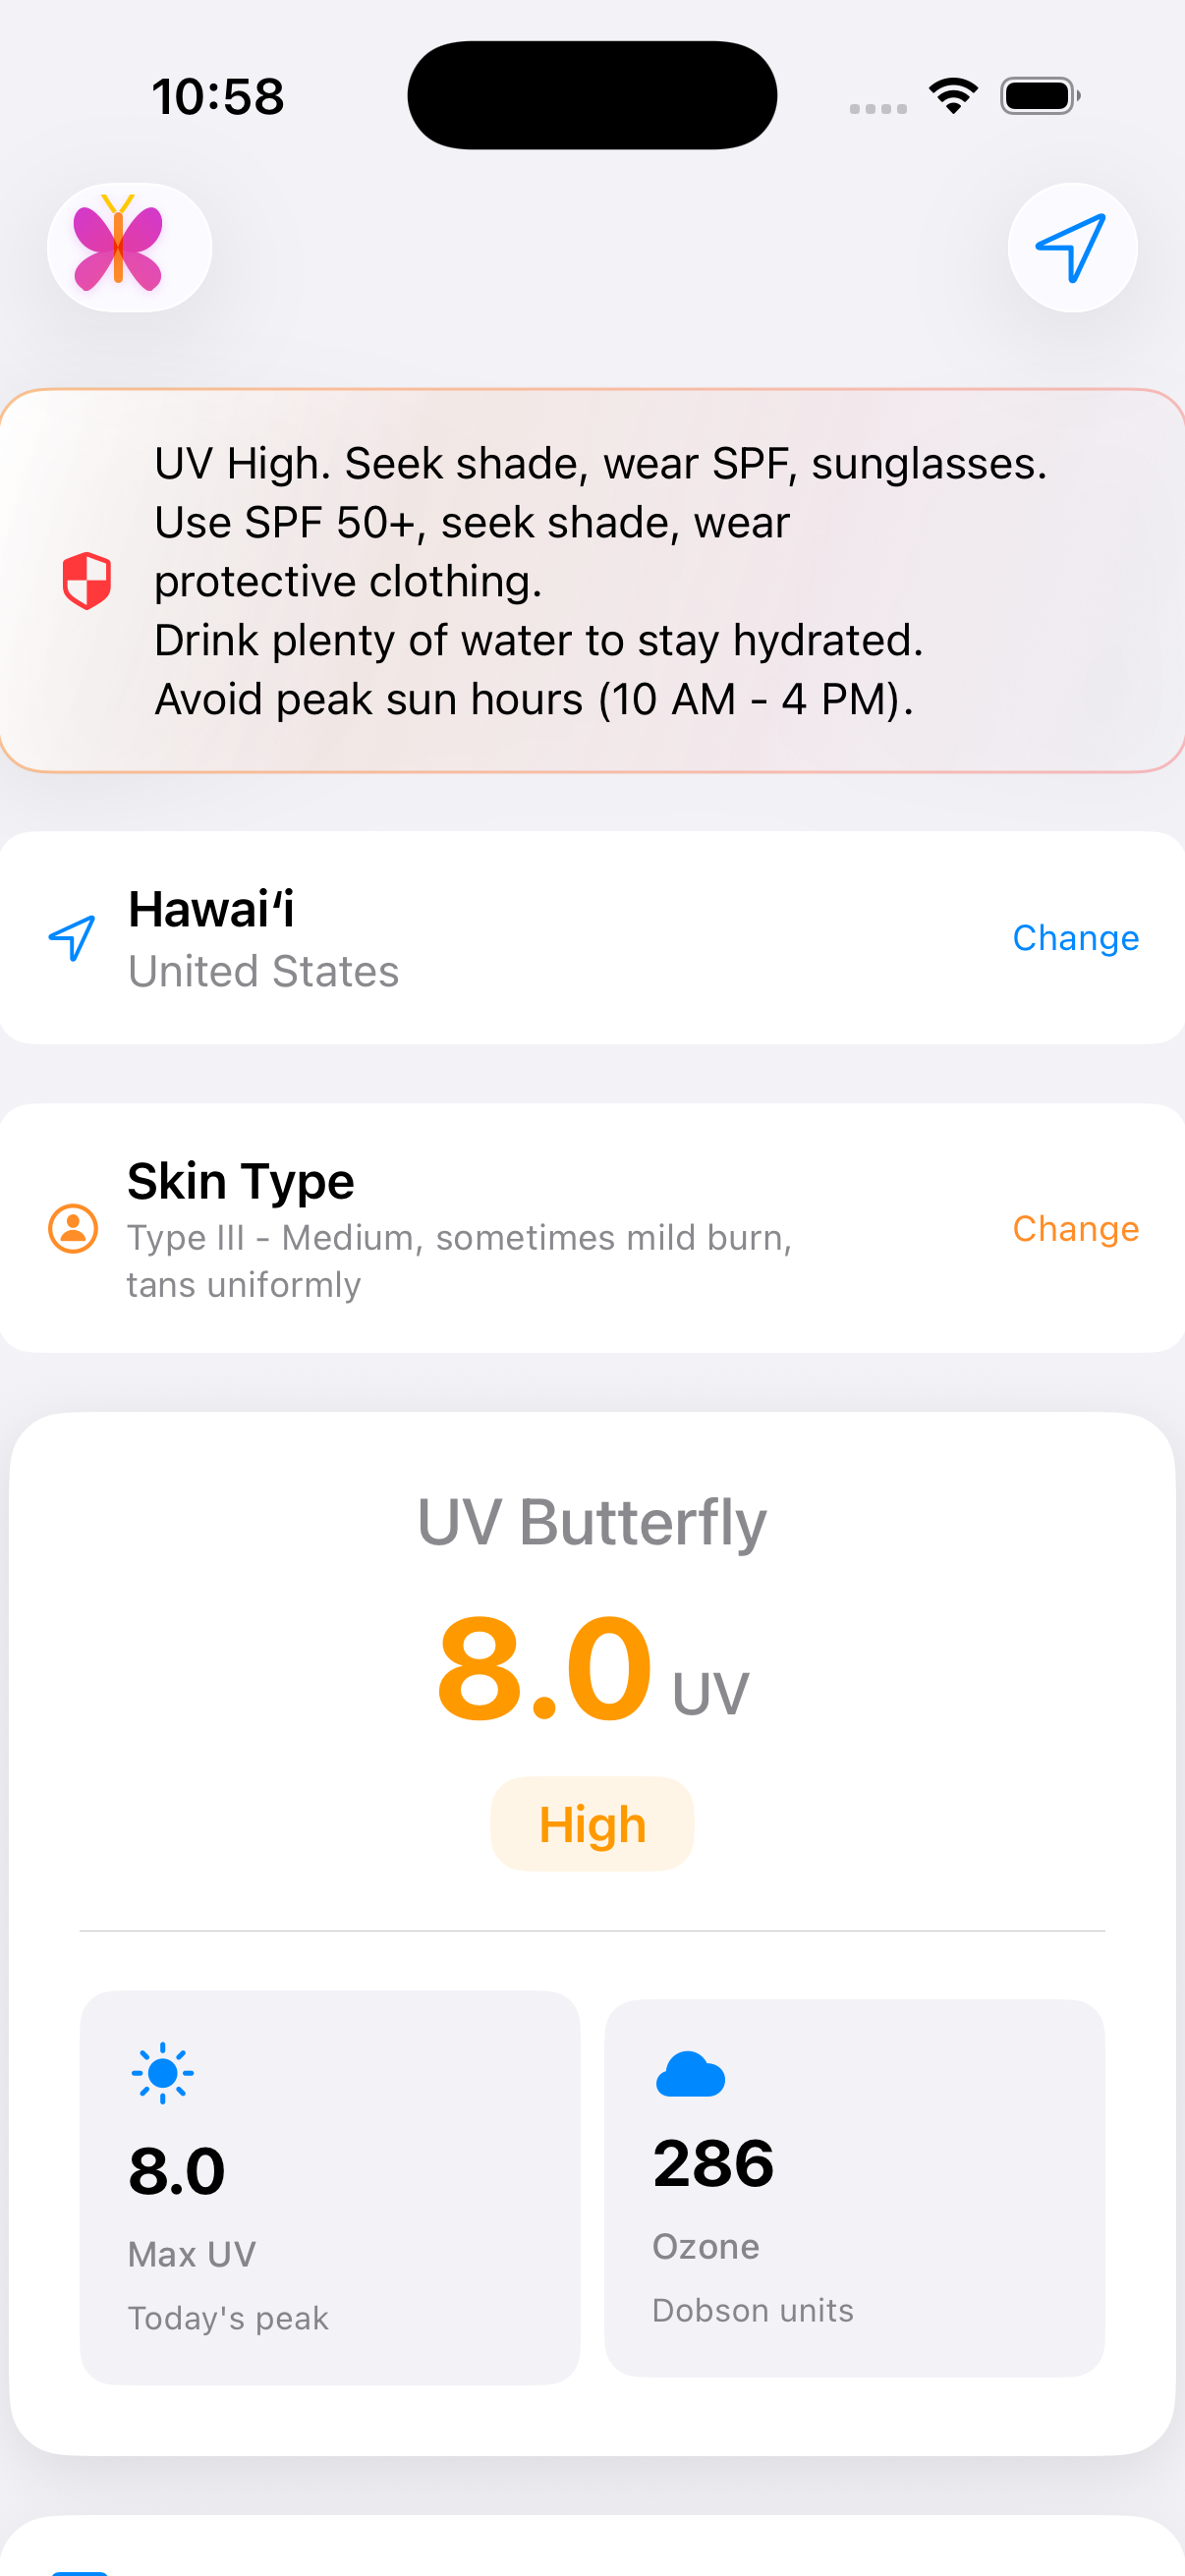 10:58
UV High. Seek shade, wear SPF, sunglasses.
Use SPF 50+, seek shade, wear
protective clothing.
Drink plenty of water to stay hydrated.
Avoid peak sun hours (10 AM - 4 PM).
Hawaiʻi
United States
Change
Skin Type
Type III - Medium, sometimes mild burn,
tans uniformly
Change
UV Butterfly
8.0 UV
High
8.0
Max UV
Today's peak
286
Ozone
Dobson units